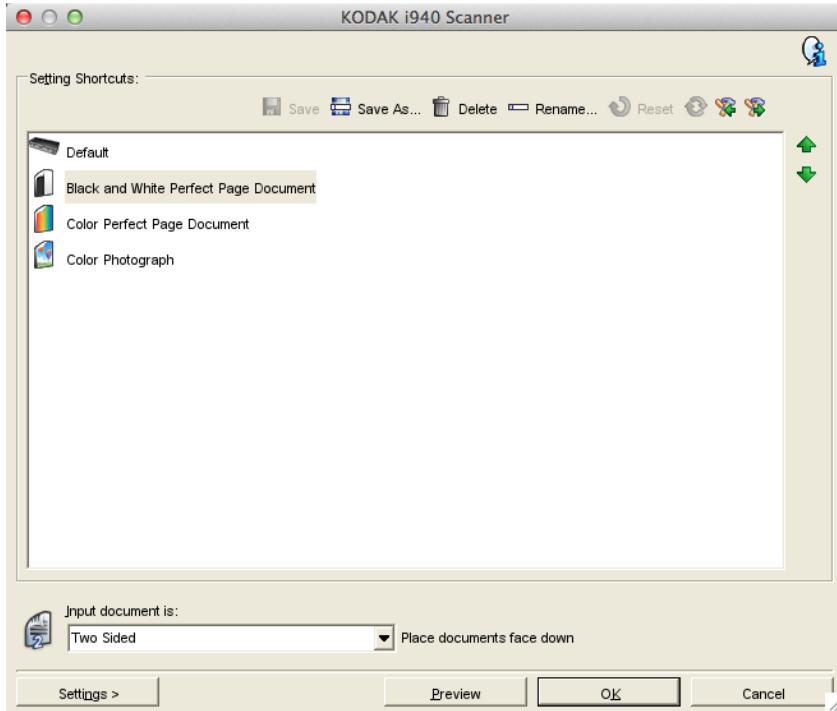 KODAK i940 Scanner
Setting Shortcuts:
Save Save As... Delete Rename... Reset
Default
Black and White Perfect Page Document
Color Perfect Page Document
Color Photograph
Input document is:
2
Two Sided Place documents face down
Settings > Preview OK Cancel